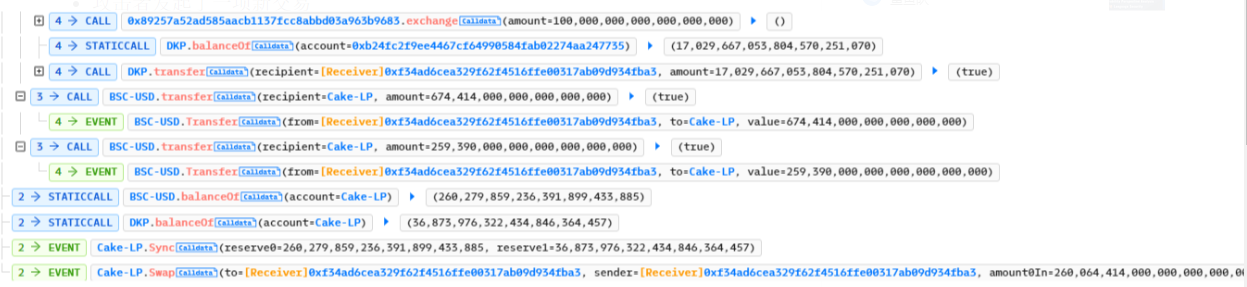 4 → CALL 0x89257a52ad585aacb1137fcc8abbd03a963b9683.exchange Calldata (amount=100,000,000,000,000,000,000) ()
4 → STATICCALL DKP.balanceOf Calldata (account=0xb24fc2f9ee4467cf64990584fab02274aa247735) (17,029,667,053,804,570,251,070)
4 → CALL DKP.transfer Calldata (recipient=[Receiver]0xf34ad6cea329f62f4516ffe00317ab09d934fba3, amount=17,029,667,053,804,570,251,070) (true)
3 → CALL BSC-USD.transfer Calldata (recipient=Cake-LP, amount=674,414,000,000,000,000,000) (true)
4 → EVENT BSC-USD.Transfer Calldata (from=[Receiver]0xf34ad6cea329f62f4516ffe00317ab09d934fba3, to=Cake-LP, value=674,414,000,000,000,000,000)
3 → CALL BSC-USD.transfer Calldata (recipient=Cake-LP, amount=259,390,000,000,000,000,000,000) (true)
4 → EVENT BSC-USD.Transfer Calldata (from=[Receiver]0xf34ad6cea329f62f4516ffe00317ab09d934fba3, to=Cake-LP, value=259,390,000,000,000,000,000,000)
2 → STATICCALL BSC-USD.balanceOf Calldata (account=Cake-LP) (260,279,859,236,391,899,433,885)
2 → STATICCALL DKP.balanceOf Calldata (account=Cake-LP) (36,873,976,322,434,846,364,457)
2 → EVENT Cake-LP.Sync Calldata (reserve0=260,279,859,236,391,899,433,885, reserve1=36,873,976,322,434,846,364,457)
2 → EVENT Cake-LP.Swap Calldata (to=[Receiver]0xf34ad6cea329f62f4516ffe00317ab09d934fba3, sender=[Receiver]0xf34ad6cea329f62f4516ffe00317ab09d934fba3, amount0In=260,064,414,000,000,000,000,0